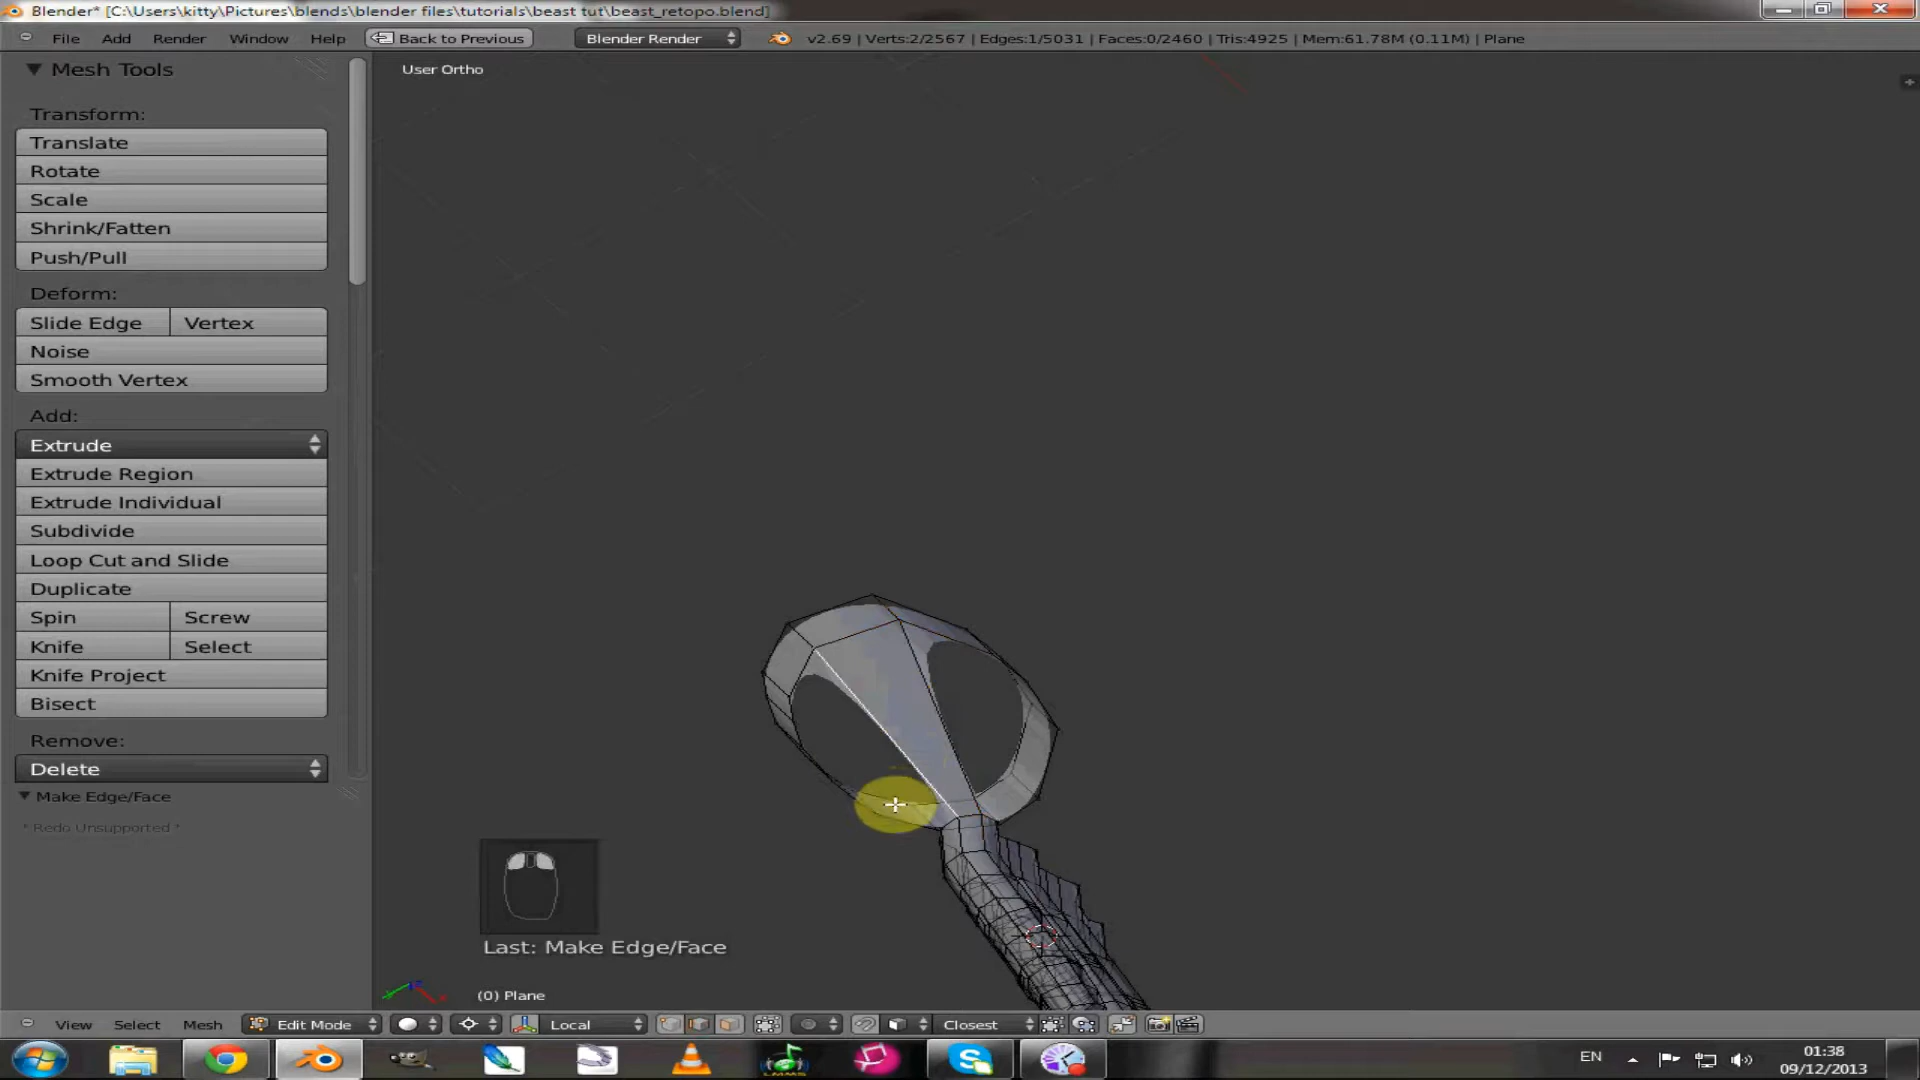 Blender* [C:\Users\kitty\Pictures\blends\blender files\tutorials\beast tut\beast_retopo.blend]
File Add Render Window Help Back to Previous Blender Render v2.69 | Verts:2/2567 | Edges:1/5031 | Faces:0/2460 | Tris:4925 | Mem:61.78M (0.11M) | Plane
Mesh Tools
User Ortho
Transform:
Translate
Rotate
Scale
Shrink/Fatten
Push/Pull
Deform:
Slide Edge Vertex
Noise
Smooth Vertex
Add:
Extrude
Extrude Region
Extrude Individual
Subdivide
Loop Cut and Slide
Duplicate
Spin Screw
Knife Select
Knife Project
Bisect
Remove:
Delete
Make Edge/Face
* Redo Unsupported *
Last: Make Edge/Face
(0) Plane
View Select Mesh Edit Mode Local Closest
LMMS
EN
01:38
09/12/2013